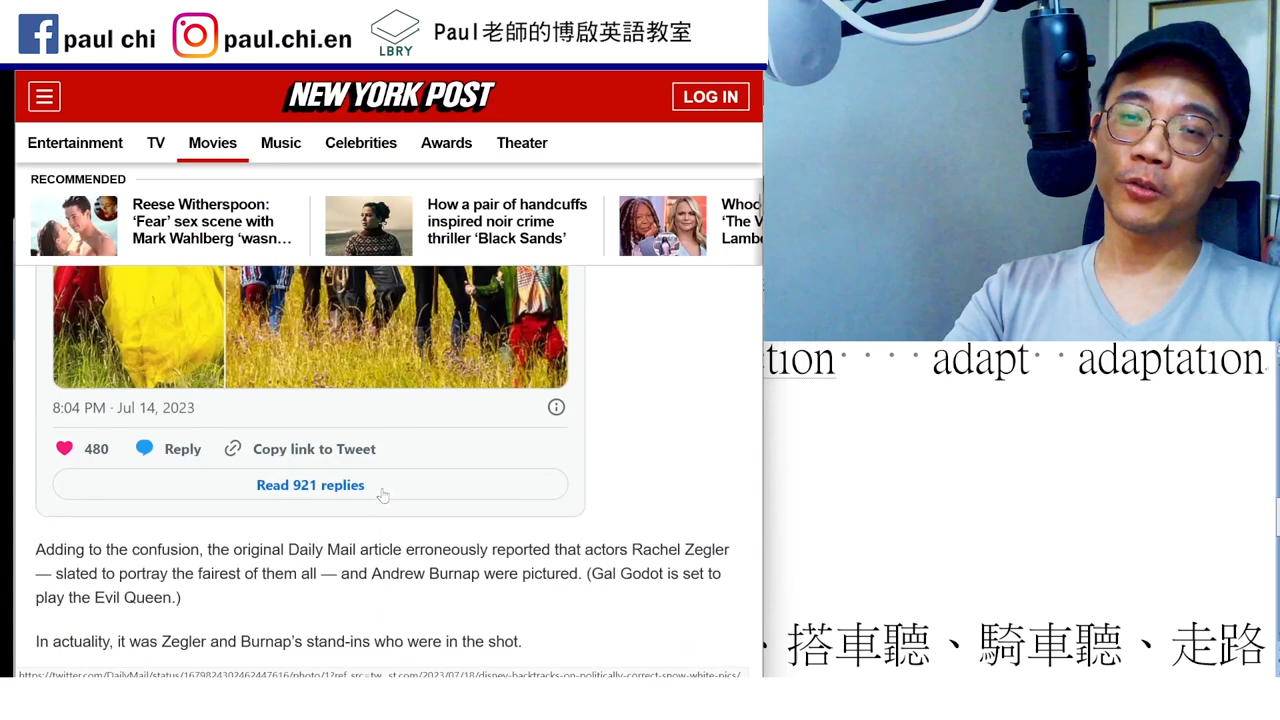 paul chi
paul.chi.en
LBRY
Paul老師的博啟英語教室
NEW YORK POST
LOG IN
Entertainment TV Movies Music Celebrities Awards Theater
RECOMMENDED
Reese Witherspoon:
‘Fear’ sex scene with
Mark Wahlberg ‘wasn…
How a pair of handcuffs
inspired noir crime
thriller ‘Black Sands’
Whoo
‘The V
Lambe
8:04 PM · Jul 14, 2023
480 Reply Copy link to Tweet
Read 921 replies
Adding to the confusion, the original Daily Mail article erroneously reported that actors Rachel Zegler
— slated to portray the fairest of them all — and Andrew Burnap were pictured. (Gal Godot is set to
play the Evil Queen.)
In actuality, it was Zegler and Burnap’s stand-ins who were in the shot.
tion · · · · adapt · · adaptation
、搭車聽、騎車聽、走路